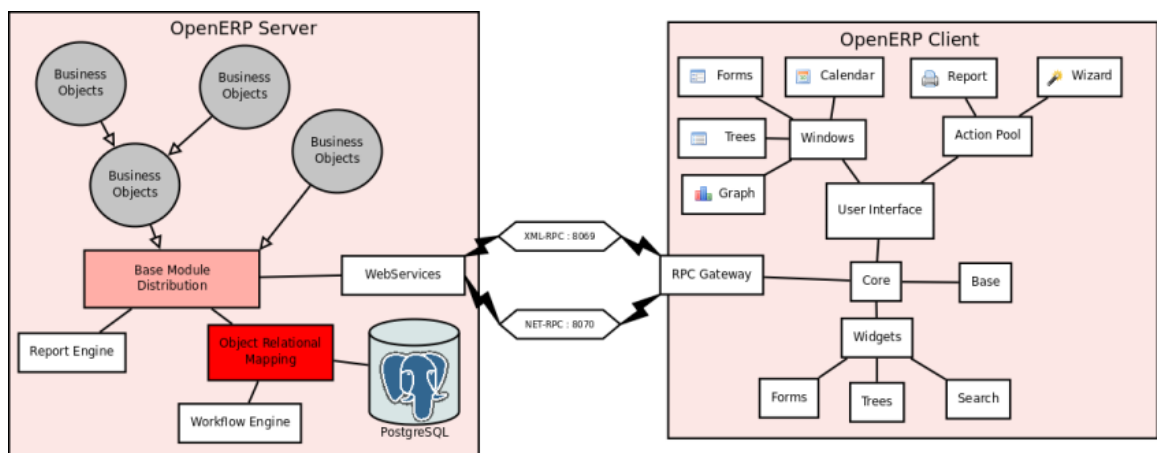 OpenERP Server
Business
Objects
Business
Objects
Business
Objects
Business
Objects
Base Module
Distribution
WebServices
Report Engine
Object Relational
Mapping
Workflow Engine
PostgreSQL
XML-RPC : 8069
NET-RPC : 8070
OpenERP Client
Forms
Calendar
Report
Wizard
Trees
Windows
Action Pool
Graph
User Interface
RPC Gateway
Core
Base
Widgets
Forms
Trees
Search